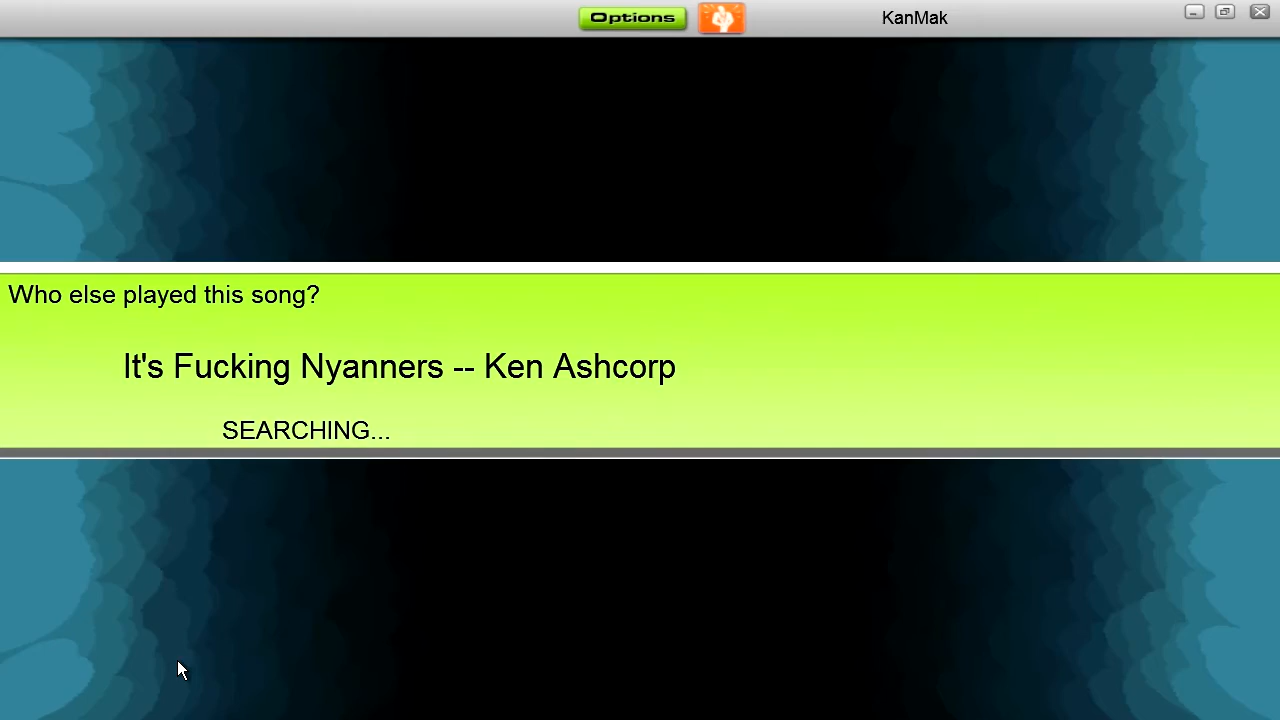 Options
KanMak
Who else played this song?
It's Fucking Nyanners -- Ken Ashcorp
SEARCHING...